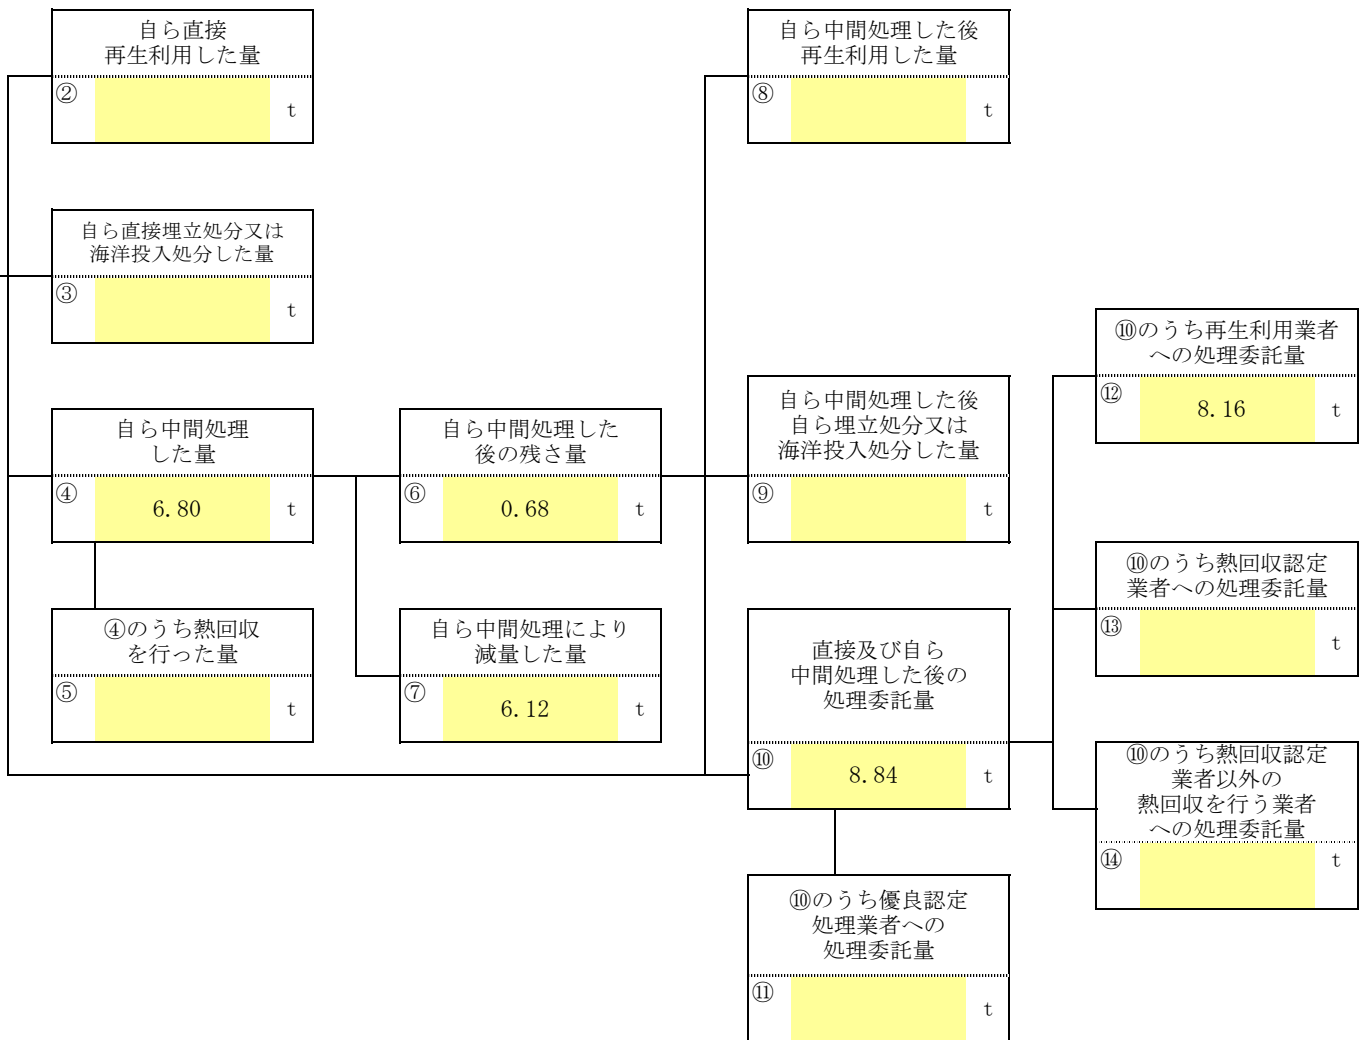 自ら直接
再生利用した量
②
t
自ら中間処理した後
再生利用した量
⑧
t
自ら直接埋立処分又は
海洋投入処分した量
③
t
⑩のうち再生利用業者
への処理委託量
⑫
8.16
t
自ら中間処理
した量
④
6.80
t
自ら中間処理した
後の残さ量
⑥
0.68
t
自ら中間処理した後
自ら埋立処分又は
海洋投入処分した量
⑨
t
⑩のうち熱回収認定
業者への処理委託量
⑬
t
④のうち熱回収
を行った量
⑤
t
自ら中間処理により
減量した量
⑦
6.12
t
直接及び自ら
中間処理した後の
処理委託量
⑩
8.84
t
⑩のうち熱回収認定
業者以外の
熱回収を行う業者
への処理委託量
⑭
t
⑩のうち優良認定
処理業者への
処理委託量
⑪
t